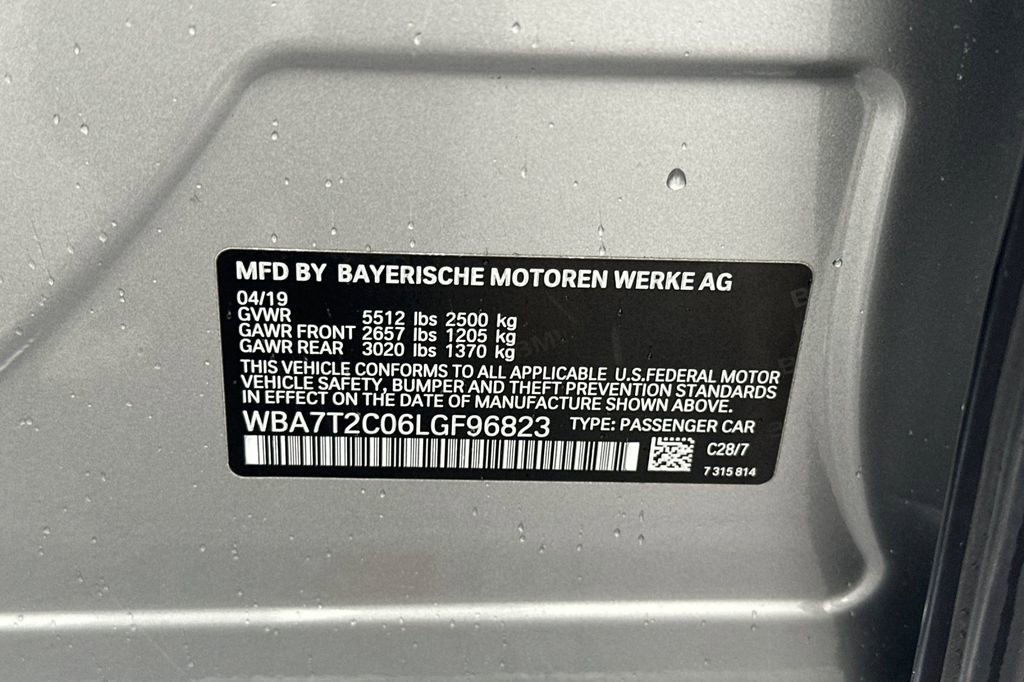 MFD BY BAYERISCHE MOTOREN WERKE AG
04/19
GVWR 5512 lbs 2500 kg
GAWR FRONT 2657 lbs 1205 kg
GAWR REAR 3020 lbs 1370 kg
THIS VEHICLE CONFORMS TO ALL APPLICABLE U.S.FEDERAL MOTOR
VEHICLE SAFETY, BUMPER AND THEFT PREVENTION STANDARDS
IN EFFECT ON THE DATE OF MANUFACTURE SHOWN ABOVE.
WBA7T2C06LGF96823 TYPE: PASSENGER CAR
C28/7
7 315 814